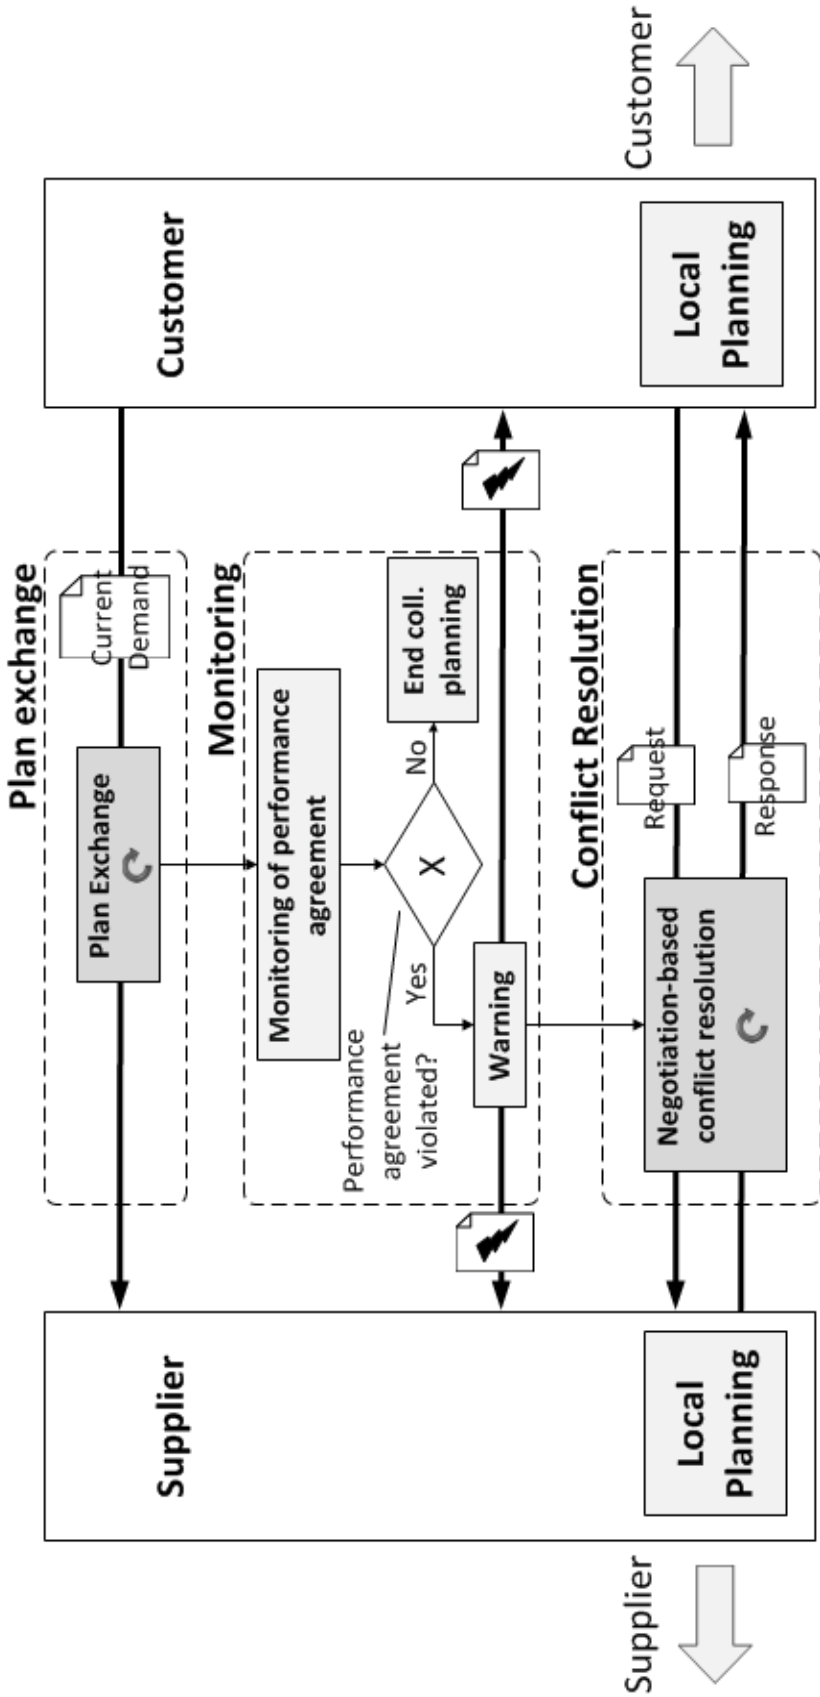 Plan exchange
Supplier
Plan Exchange
Current
Demand
Customer
Monitoring
Monitoring of performance
agreement
Performance
agreement
violated?
Yes
X
No
End coll.
planning
Warning
Conflict Resolution
Supplier
Local
Planning
Negotiation-based
conflict resolution
Request
Response
Local
Planning
Customer